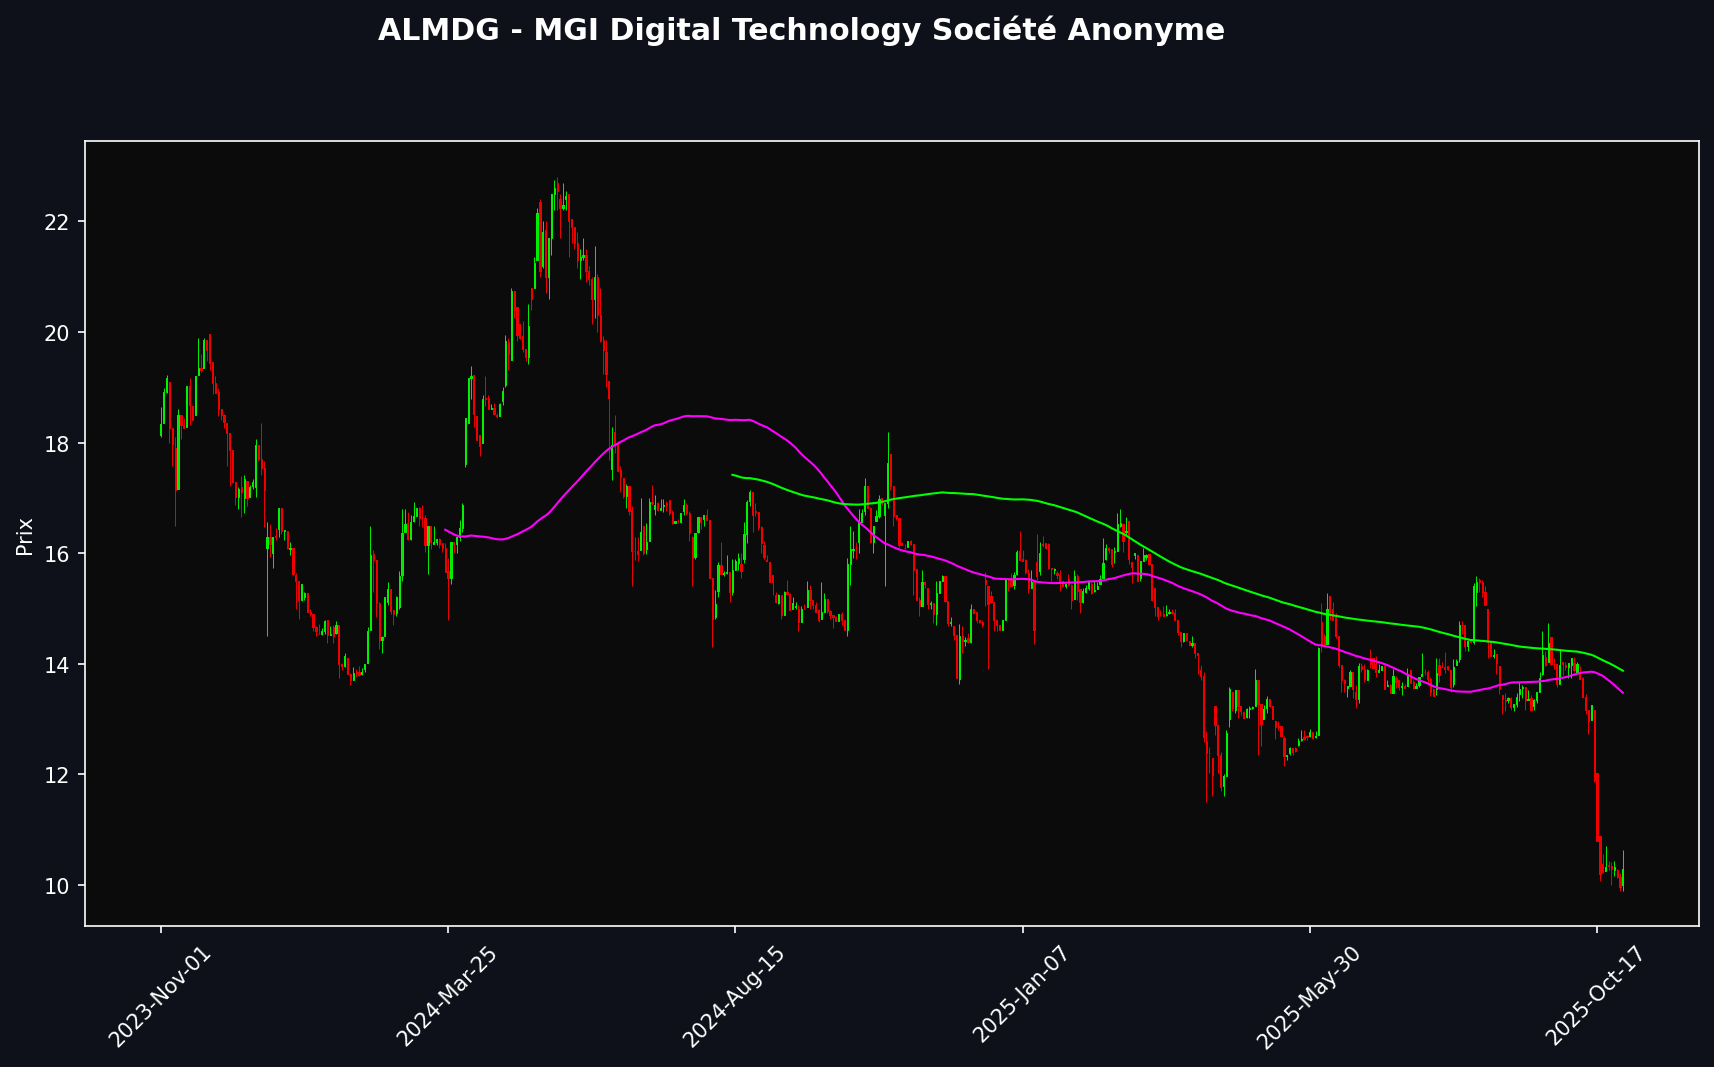 ALMDG - MGI Digital Technology Société Anonyme
Prix
22
20
18
16
14
12
10
2023-Nov-01
2024-Mar-25
2024-Aug-15
2025-Jan-07
2025-May-30
2025-Oct-17